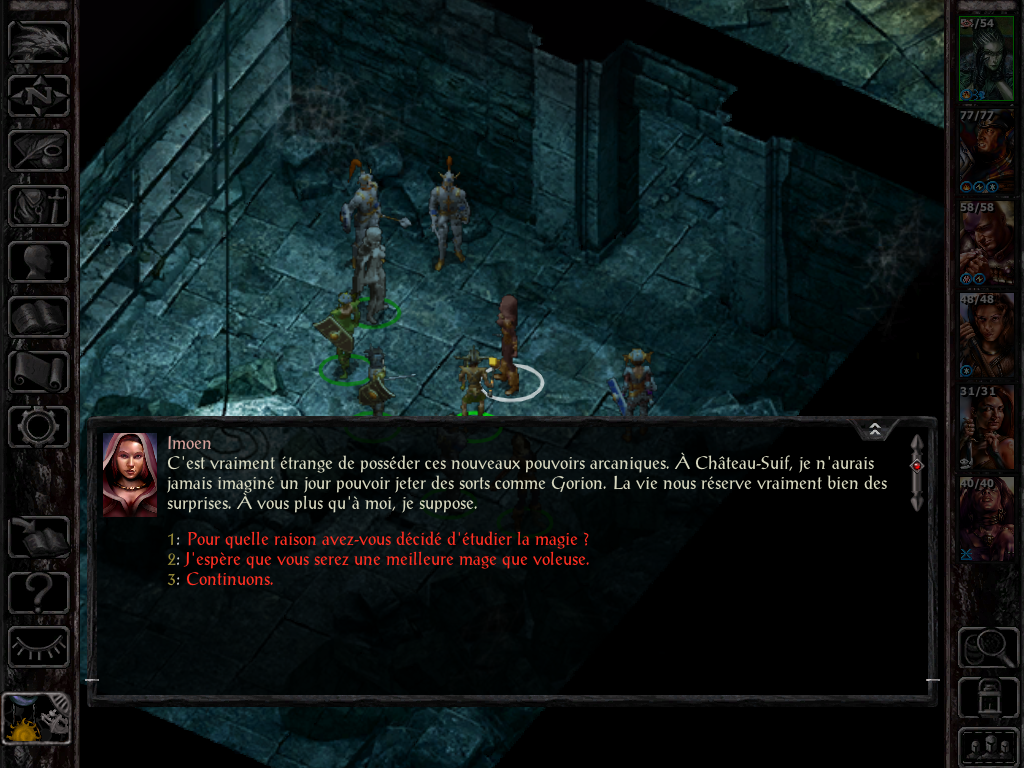 54/54
77/77
58/58
48/48
31/31
40/40
N
Imoen
C'est vraiment étrange de posséder ces nouveaux pouvoirs arcaniques. À Château-Suif, je n'aurais
jamais imaginé un jour pouvoir jeter des sorts comme Gorion. La vie nous réserve vraiment bien des
surprises. À vous plus qu'à moi, je suppose.
1: Pour quelle raison avez-vous décidé d'étudier la magie ?
2: J'espère que vous serez une meilleure mage que voleuse.
3: Continuons.